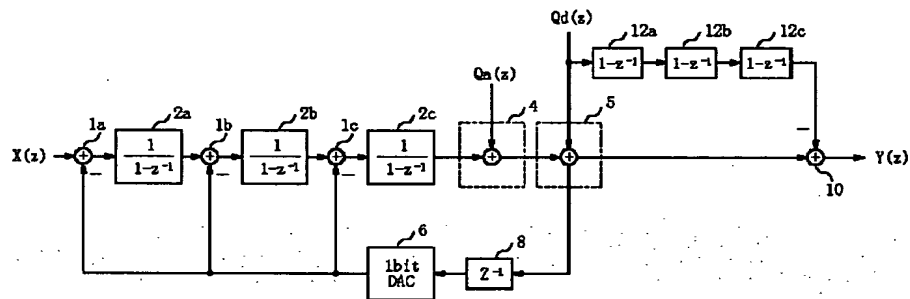 Qd(z)
12a
12b
12c
1-z⁻¹
1-z⁻¹
1-z⁻¹
Qa(z)
4
5
1a
2a
1b
2b
1c
2c
X(z)
1
1-z⁻¹
1
1-z⁻¹
1
1-z⁻¹
Y(z)
10
6
8
1bit
DAC
Z⁻¹